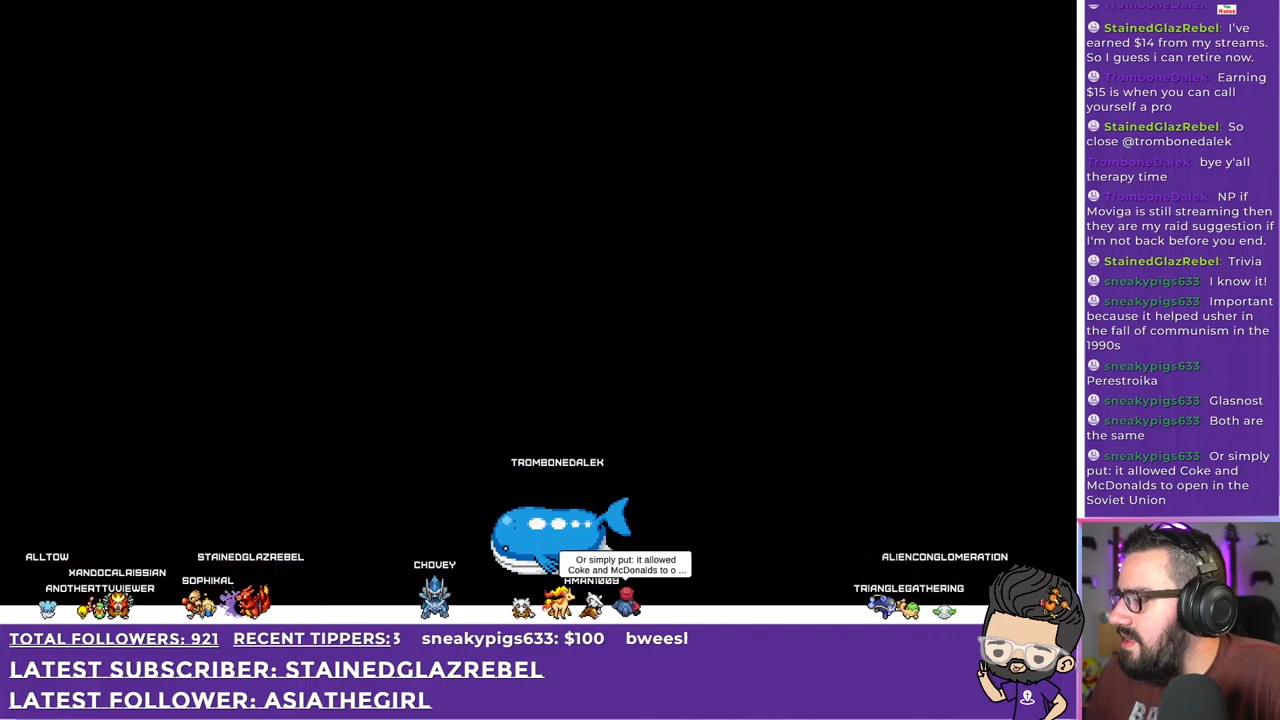 TromboneDalek:
StainedGlazRebel: I've
earned $14 from my streams.
So I guess i can retire now.
TromboneDalek: Earning
$15 is when you can call
yourself a pro
StainedGlazRebel: So
close @trombonedalek
TromboneDalek: bye y'all
therapy time
TromboneDalek: NP if
Moviga is still streaming then
they are my raid suggestion if
I'm not back before you end.
StainedGlazRebel: Trivia
sneakypigs633 I know it!
sneakypigs633 Important
because it helped usher in
the fall of communism in the
1990s
sneakypigs633
Perestroika
sneakypigs633 Glasnost
sneakypigs633 Both are
the same
sneakypigs633 Or simply
put: it allowed Coke and
McDonalds to open in the
Soviet Union
TROMBONEDALEK
Or simply put: it allowed
Coke and McDonalds to o ...
ALLTOW
STAINEDGLAZREBEL
CHOVEY
ALIENCONGLOMERATION
XANDOCALRISSIAN
SOPHIKAL
HMAN1009
ANOTHERTTVVIEWER
TRIANGLEGATHERING
TOTAL FOLLOWERS: 921 RECENT TIPPERS: sneakypigs633: $100 bweesl
LATEST SUBSCRIBER: STAINEDGLAZREBEL
LATEST FOLLOWER: ASIATHEGIRL